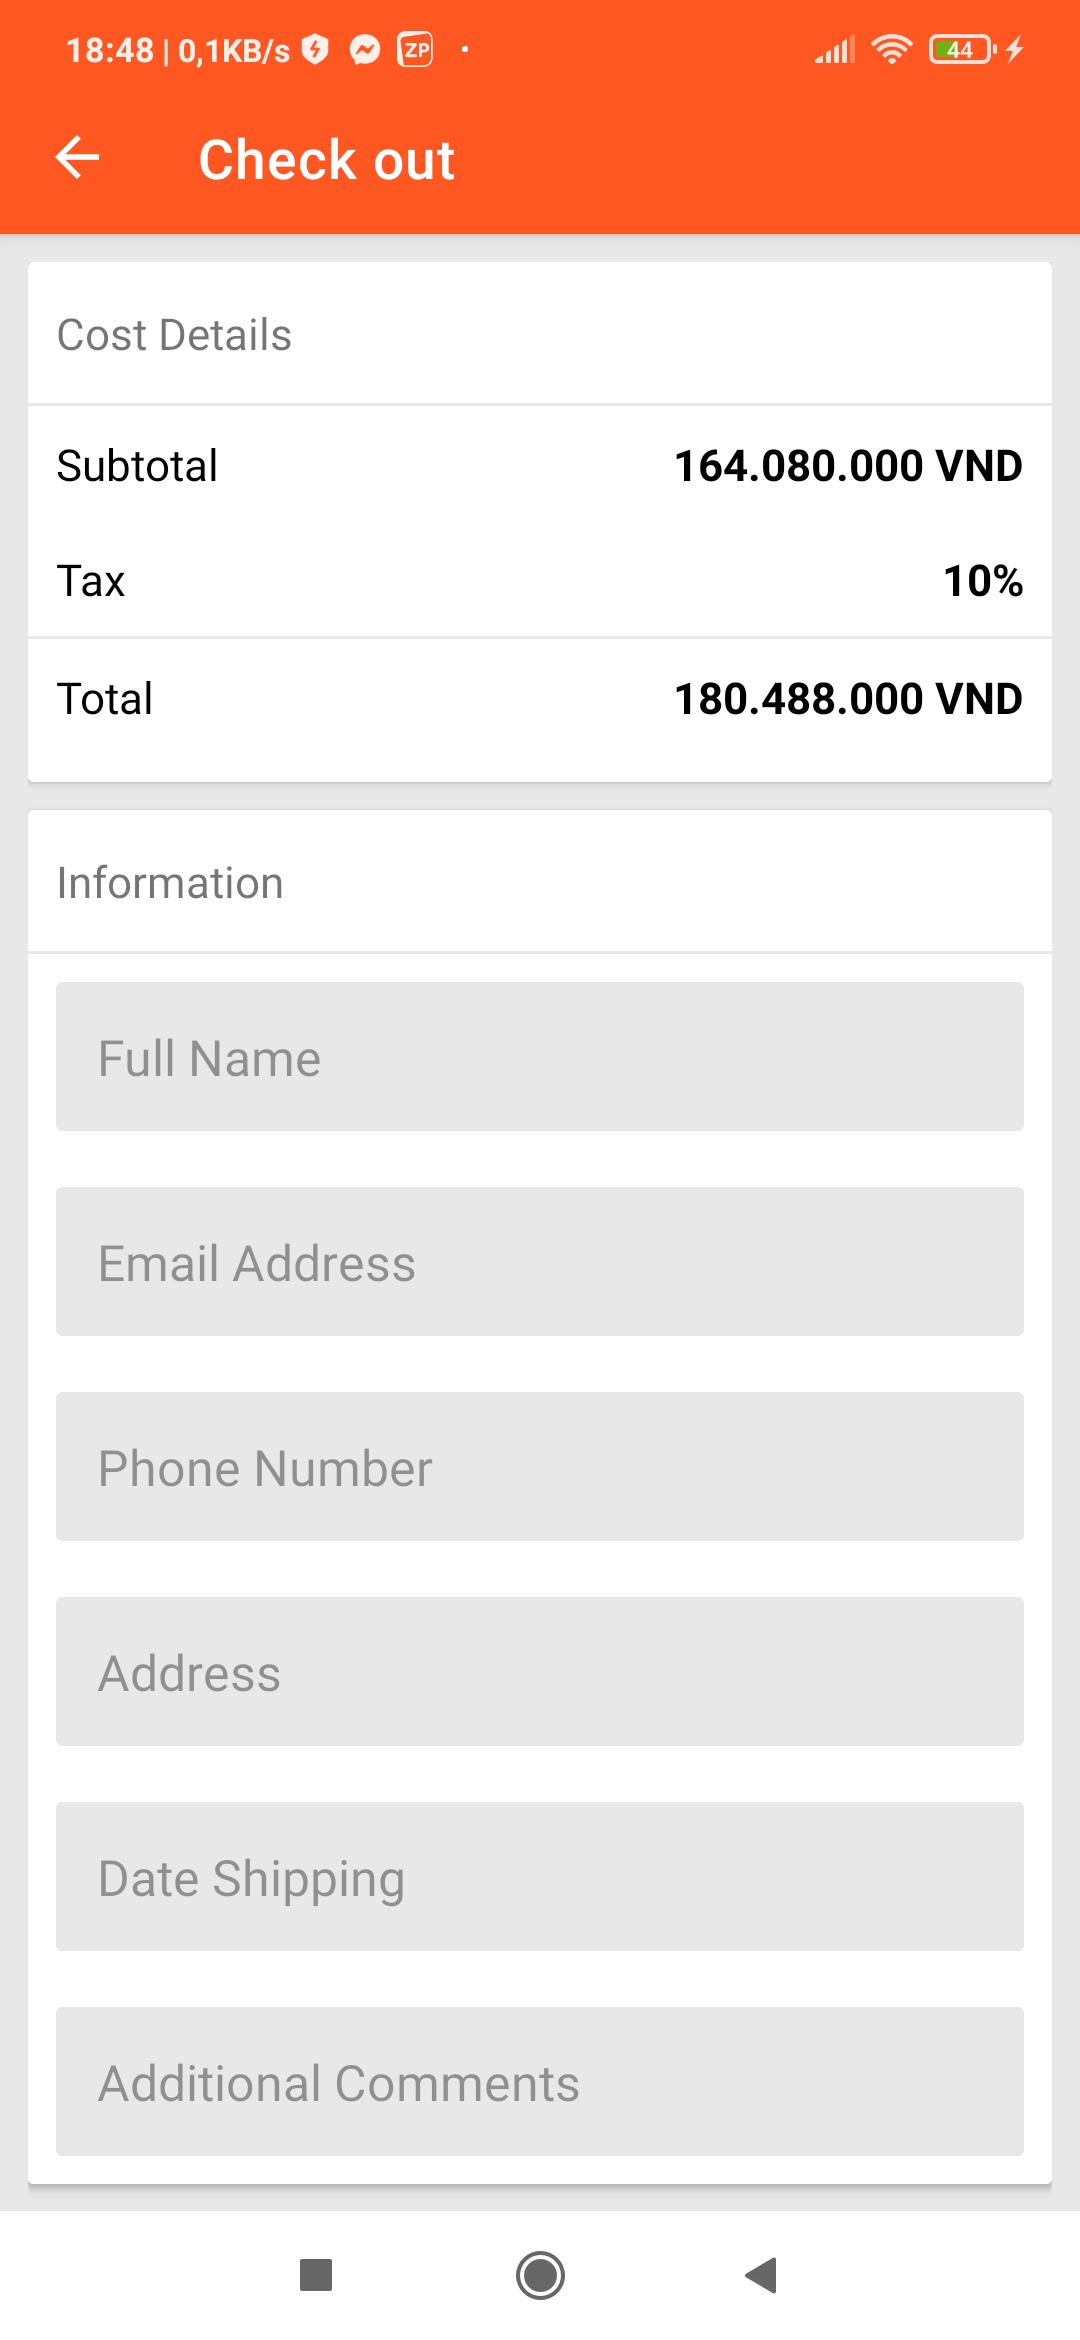 18:48 | 0,1KB/s ZP 44
Check out
Cost Details
Subtotal 164.080.000 VND
Tax 10%
Total 180.488.000 VND
Information
Full Name
Email Address
Phone Number
Address
Date Shipping
Additional Comments